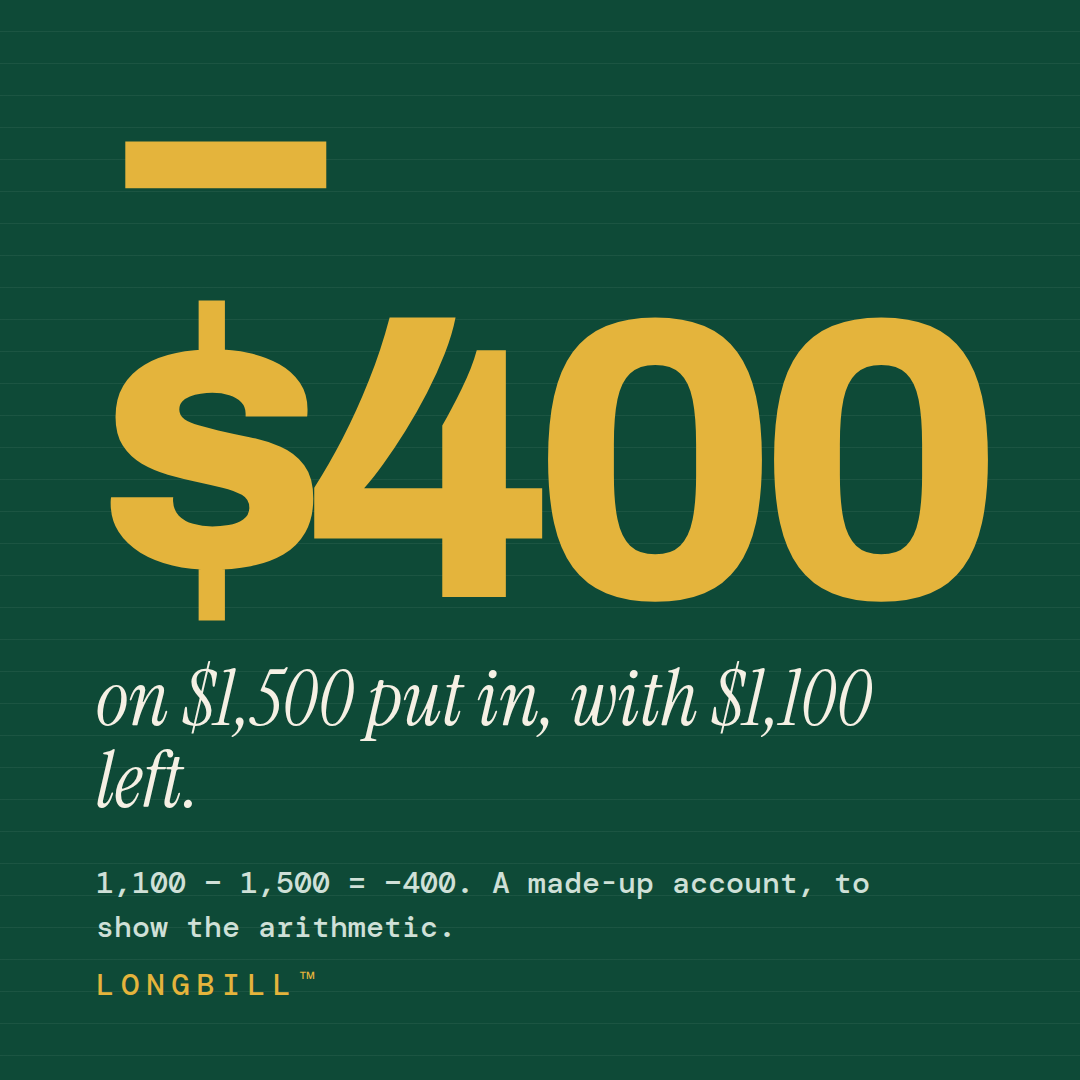 −
$400
on $1,500 put in, with $1,100
left.
1,100 − 1,500 = −400. A made-up account, to
show the arithmetic.
LONGBILL™